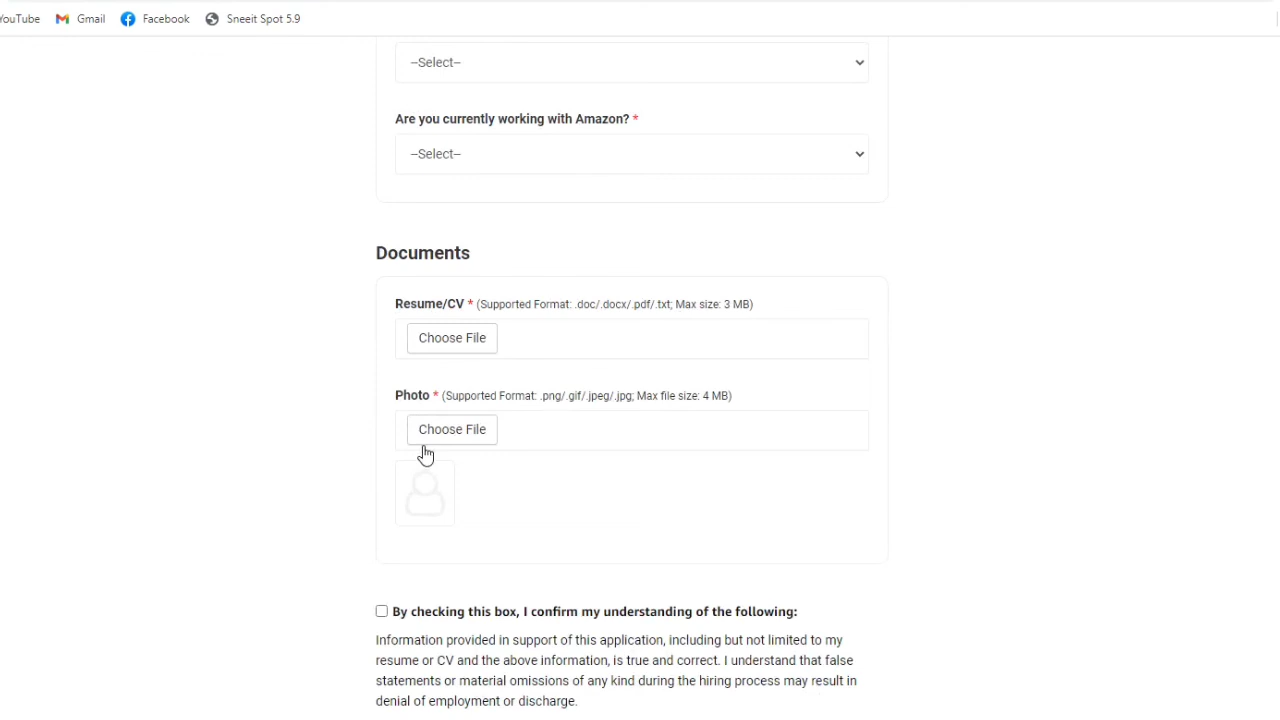 YouTube Gmail Facebook Sneeit Spot 5.9
--Select--
Are you currently working with Amazon? *
--Select--
Documents
Resume/CV * (Supported Format: .doc/.docx/.pdf/.txt; Max size: 3 MB)
Choose File
Photo * (Supported Format: .png/.gif/.jpeg/.jpg; Max file size: 4 MB)
Choose File
By checking this box, I confirm my understanding of the following:
Information provided in support of this application, including but not limited to my
resume or CV and the above information, is true and correct. I understand that false
statements or material omissions of any kind during the hiring process may result in
denial of employment or discharge.